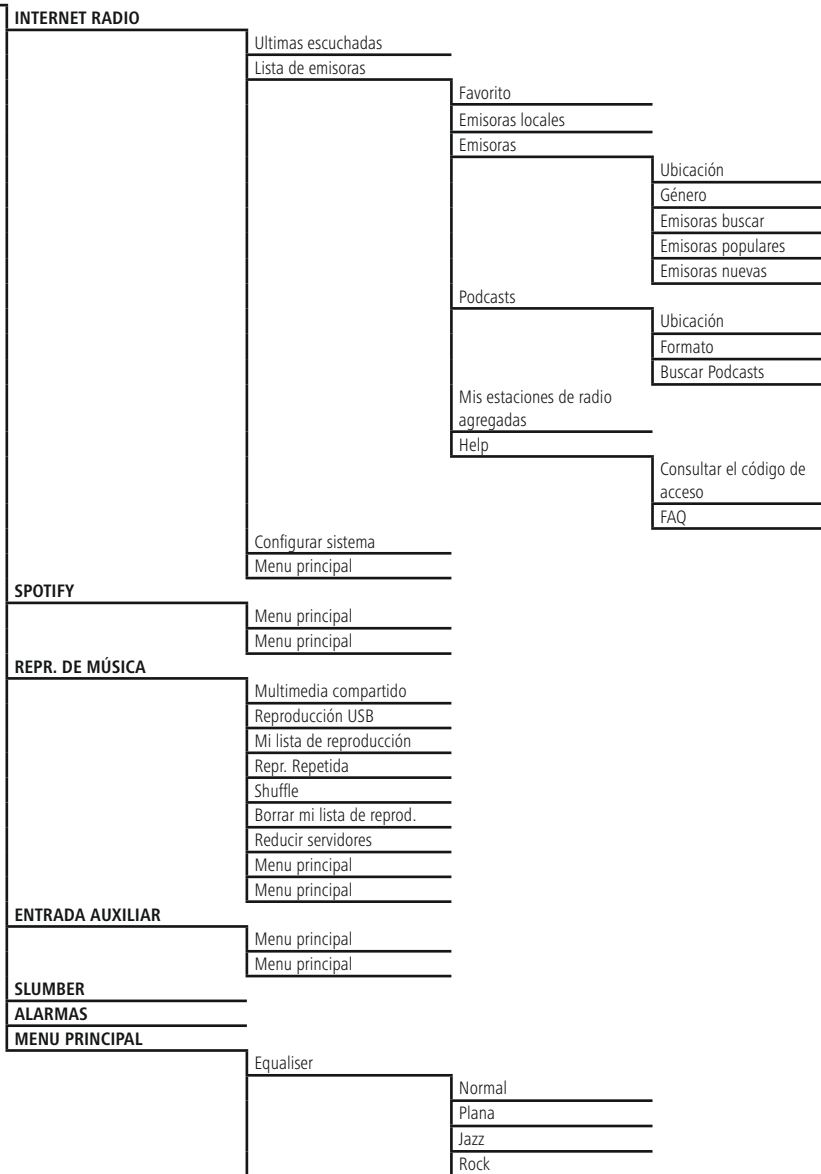 INTERNET RADIO
Ultimas escuchadas
Lista de emisoras
Favorito
Emisoras locales
Emisoras
Ubicación
Género
Emisoras buscar
Emisoras populares
Emisoras nuevas
Podcasts
Ubicación
Formato
Buscar Podcasts
Mis estaciones de radio
agregadas
Help
Consultar el código de
acceso
FAQ
Configurar sistema
Menu principal
SPOTIFY
Menu principal
Menu principal
REPR. DE MÚSICA
Multimedia compartido
Reproducción USB
Mi lista de reproducción
Repr. Repetida
Shuffle
Borrar mi lista de reprod.
Reducir servidores
Menu principal
Menu principal
ENTRADA AUXILIAR
Menu principal
Menu principal
SLUMBER
ALARMAS
MENU PRINCIPAL
Equaliser
Normal
Plana
Jazz
Rock